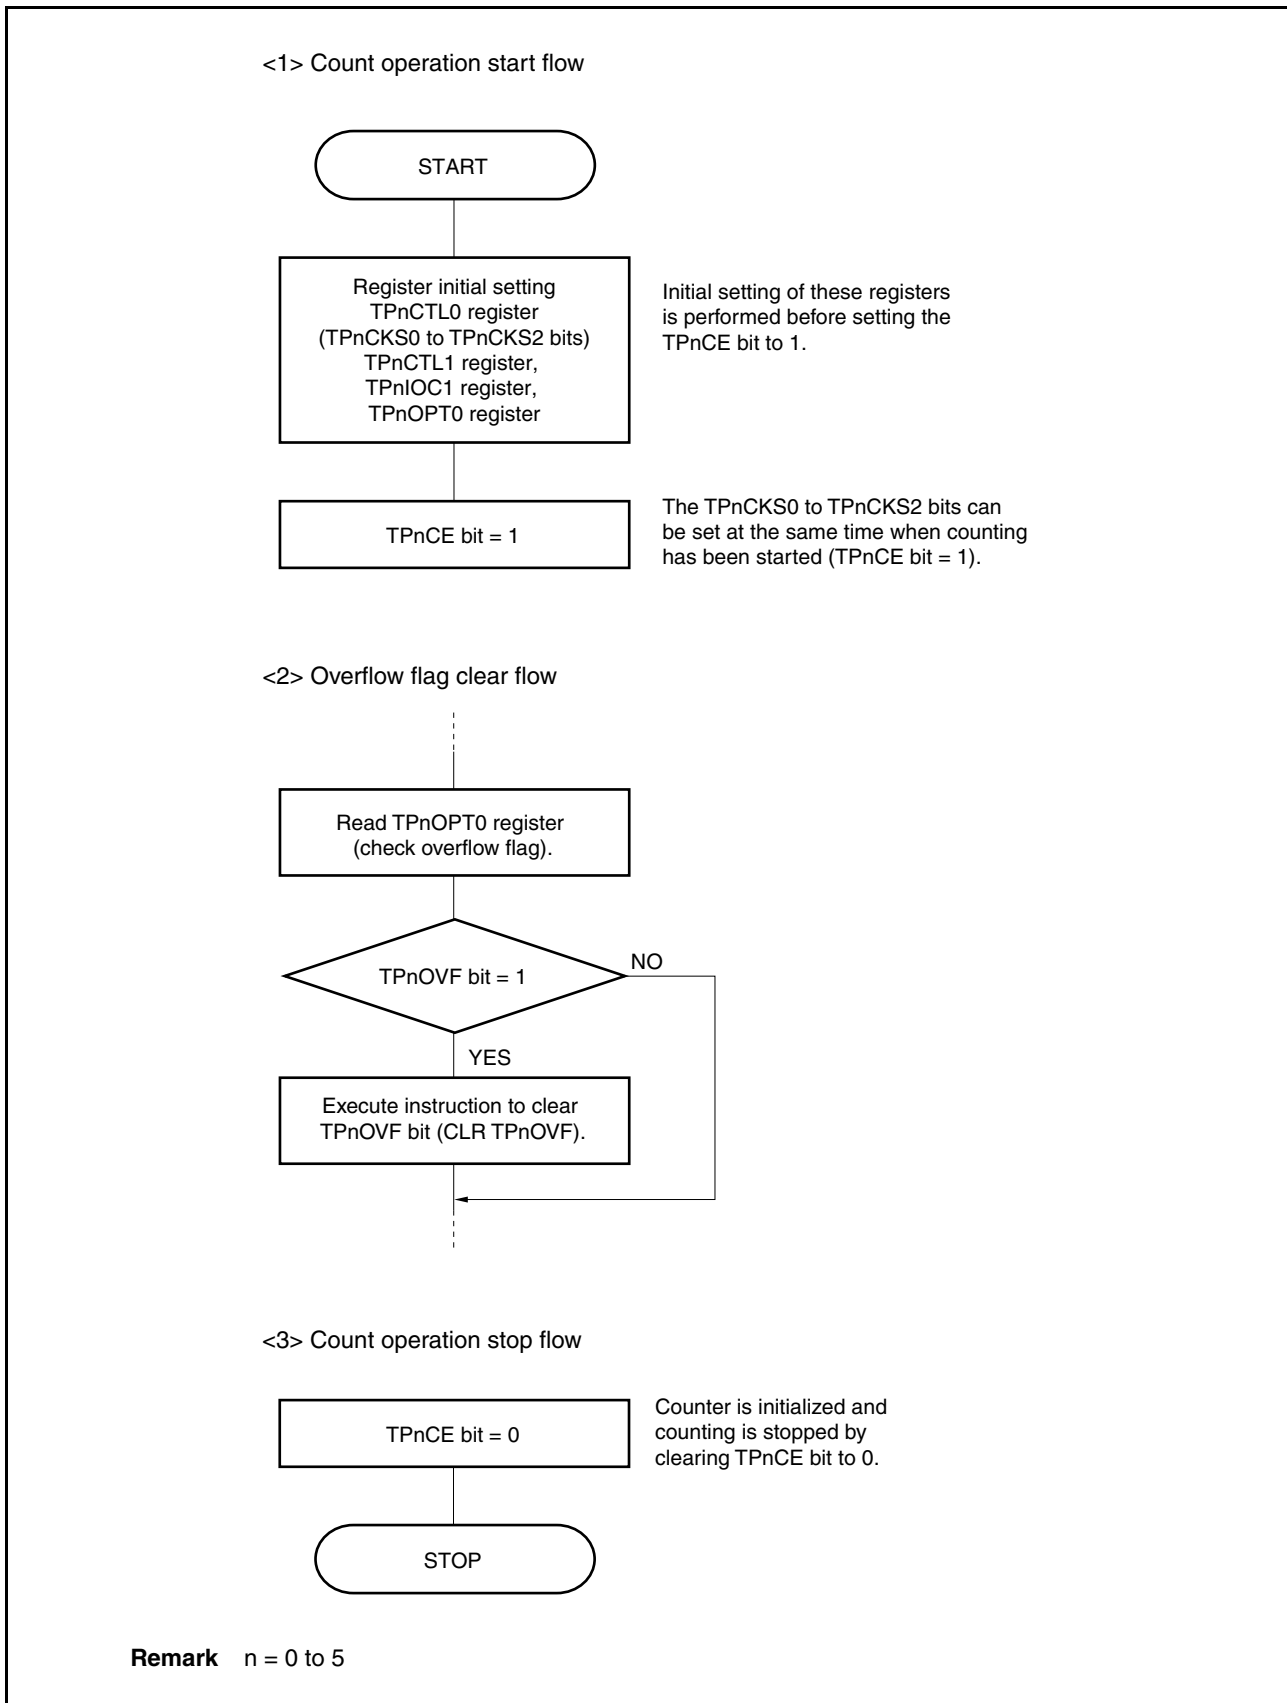 <1> Count operation start flow
START
Register initial setting
TPnCTL0 register
(TPnCKS0 to TPnCKS2 bits)
TPnCTL1 register,
TPnIOC1 register,
TPnOPT0 register
Initial setting of these registers
is performed before setting the
TPnCE bit to 1.
TPnCE bit = 1
The TPnCKS0 to TPnCKS2 bits can
be set at the same time when counting
has been started (TPnCE bit = 1).
<2> Overflow flag clear flow
Read TPnOPT0 register
(check overflow flag).
TPnOVF bit = 1
NO
YES
Execute instruction to clear
TPnOVF bit (CLR TPnOVF).
<3> Count operation stop flow
TPnCE bit = 0
Counter is initialized and
counting is stopped by
clearing TPnCE bit to 0.
STOP
Remark n = 0 to 5